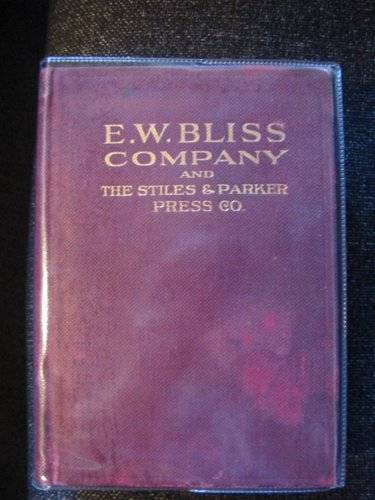 E.W. BLISS
COMPANY
AND
THE STILES & PARKER
PRESS CO.